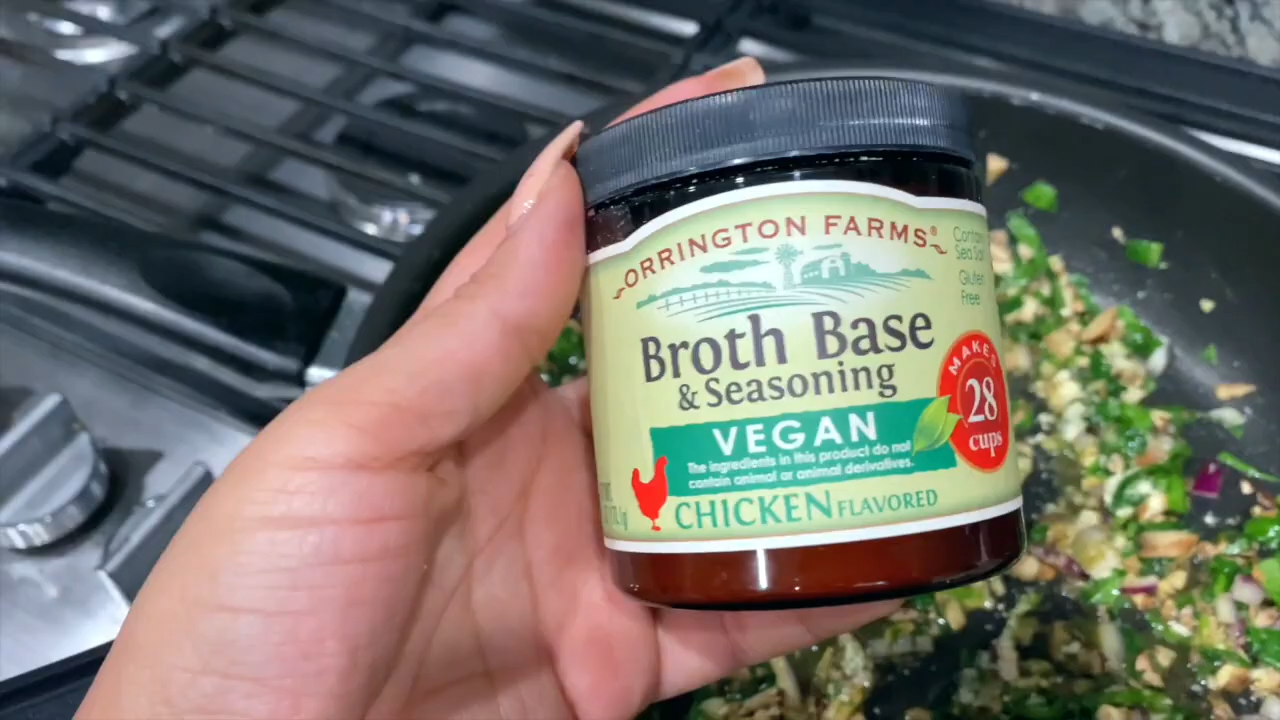 ORRINGTON FARMS®
Sea Salt
Gluten
Free
Broth Base
& Seasoning
MAKES
28
cups
VEGAN
The ingredients in this product do not
contain animal or animal derivatives.
CHICKEN FLAVORED